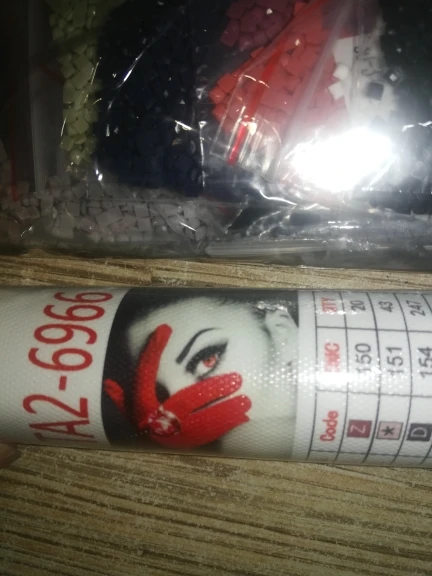 TA2-6966
Code DMC QTY
Z 150 20
* 151 43
D 154 247